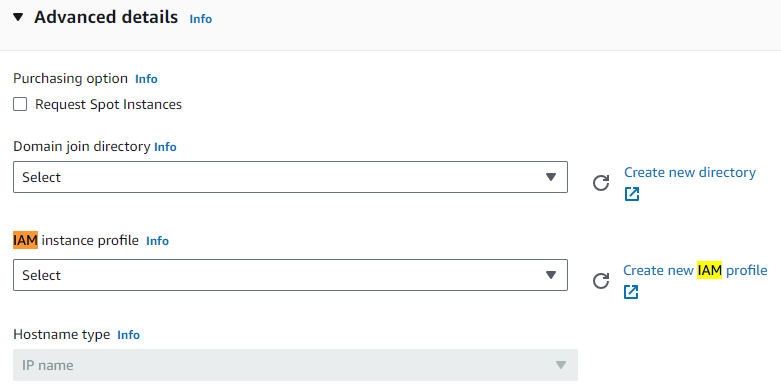 Advanced details Info
Purchasing option Info
Request Spot Instances
Domain join directory Info
Select
Create new directory
IAM instance profile Info
Select
Create new IAM profile
Hostname type Info
IP name